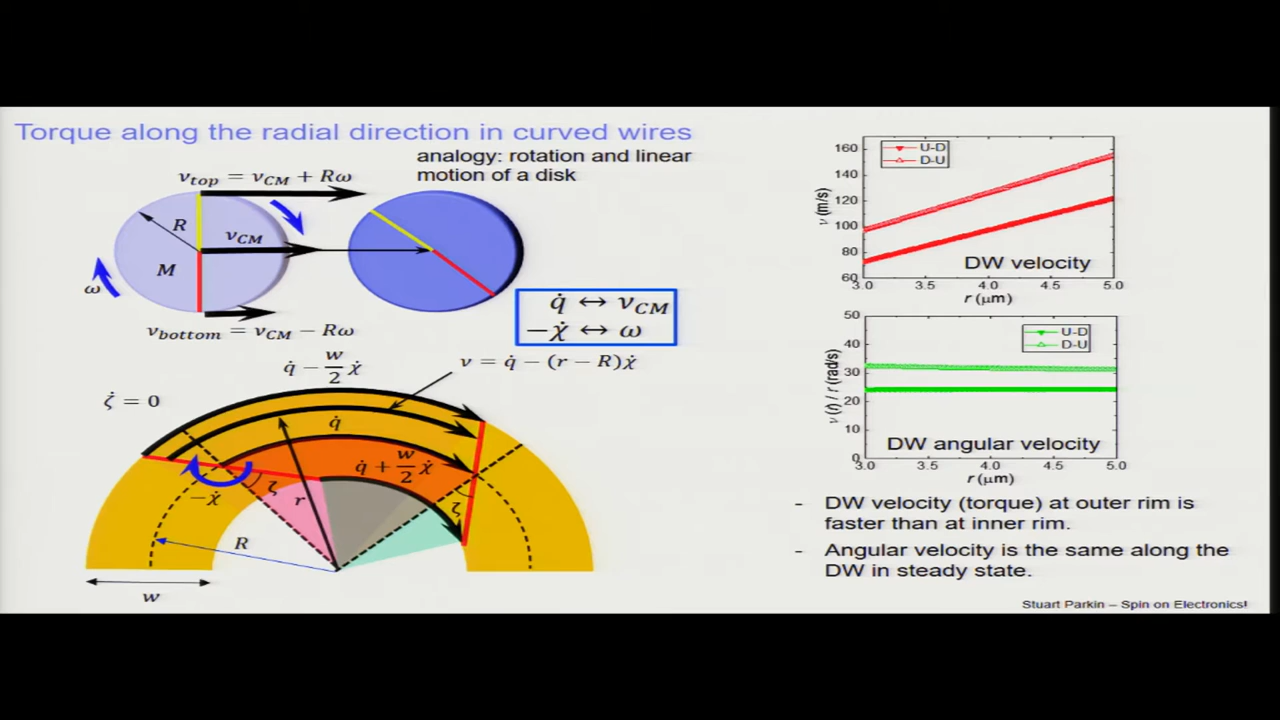 Torque along the radial direction in curved wires
analogy: rotation and linear
motion of a disk
v_top = v_CM + Rω
R
v_CM
M
ω
v_bottom = v_CM − Rω
q̇ ↔ v_CM
−χ̇ ↔ ω
q̇ − w/2 χ̇
v = q̇ − (r − R)χ̇
ζ̇ = 0
q̇
q̇ + w/2 χ̇
−χ̇
ζ
r
ζ
R
w
160
140
120
100
80
60
v (m/s)
U-D
D-U
DW velocity
3.0 3.5 4.0 4.5 5.0
r (μm)
50
40
30
20
10
0
v (r) / r (rad/s)
U-D
D-U
DW angular velocity
3.0 3.5 4.0 4.5 5.0
r (μm)
- DW velocity (torque) at outer rim is
faster than at inner rim.
- Angular velocity is the same along the
DW in steady state.
Stuart Parkin – Spin on Electronics!